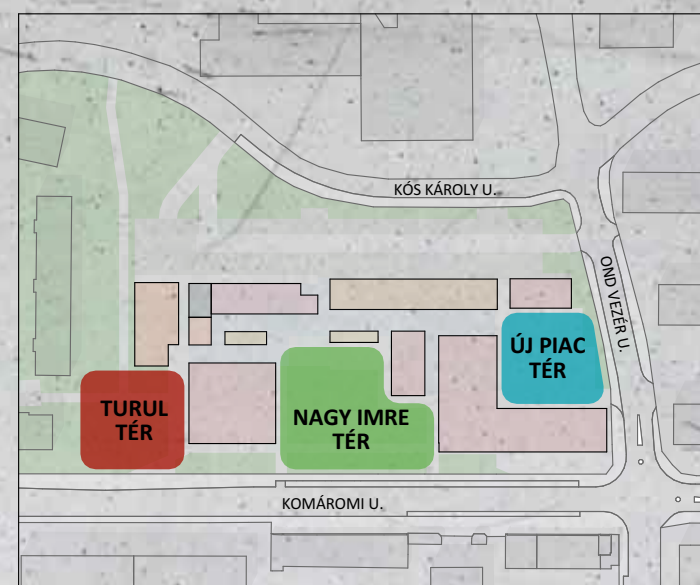 KÓS KÁROLY U.
OND VEZÉR U.
ÚJ PIAC
TÉR
TURUL
TÉR
NAGY IMRE
TÉR
KOMÁROMI U.